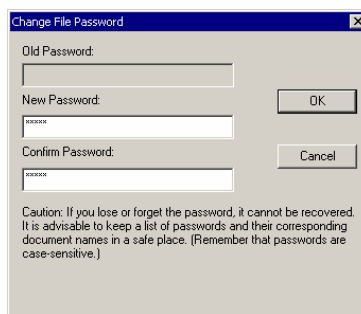 Change File Password
Old Password:
New Password:
xxxxx
OK
Confirm Password:
xxxxx
Cancel
Caution: If you lose or forget the password, it cannot be recovered.
It is advisable to keep a list of passwords and their corresponding
document names in a safe place. (Remember that passwords are
case-sensitive.)